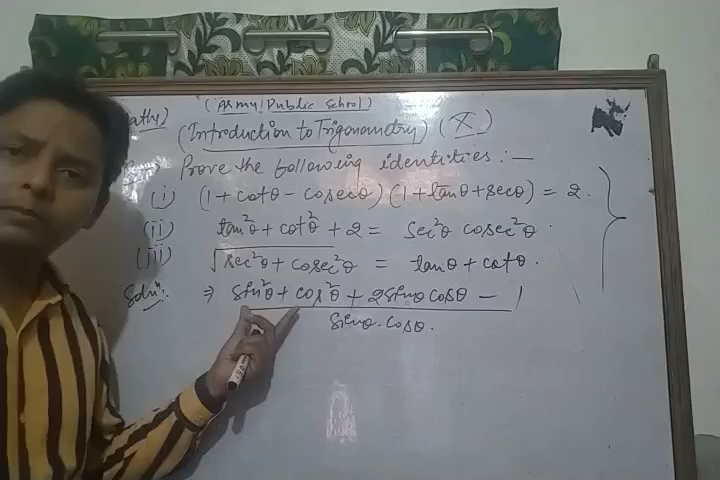 (Army Public School)
(Introduction to Trigonometry) (X)
Prove the following identities :—
(i) (1 + cotθ − cosecθ) (1 + tanθ + secθ) = 2.
(ii) tan²θ + cot²θ + 2 = sec²θ cosec²θ.
(iii) √sec²θ + cosec²θ = tanθ + cotθ.
Soln: ⇒ sin²θ + cos²θ + 2sinθ cosθ − 1
sinθ. cosθ.